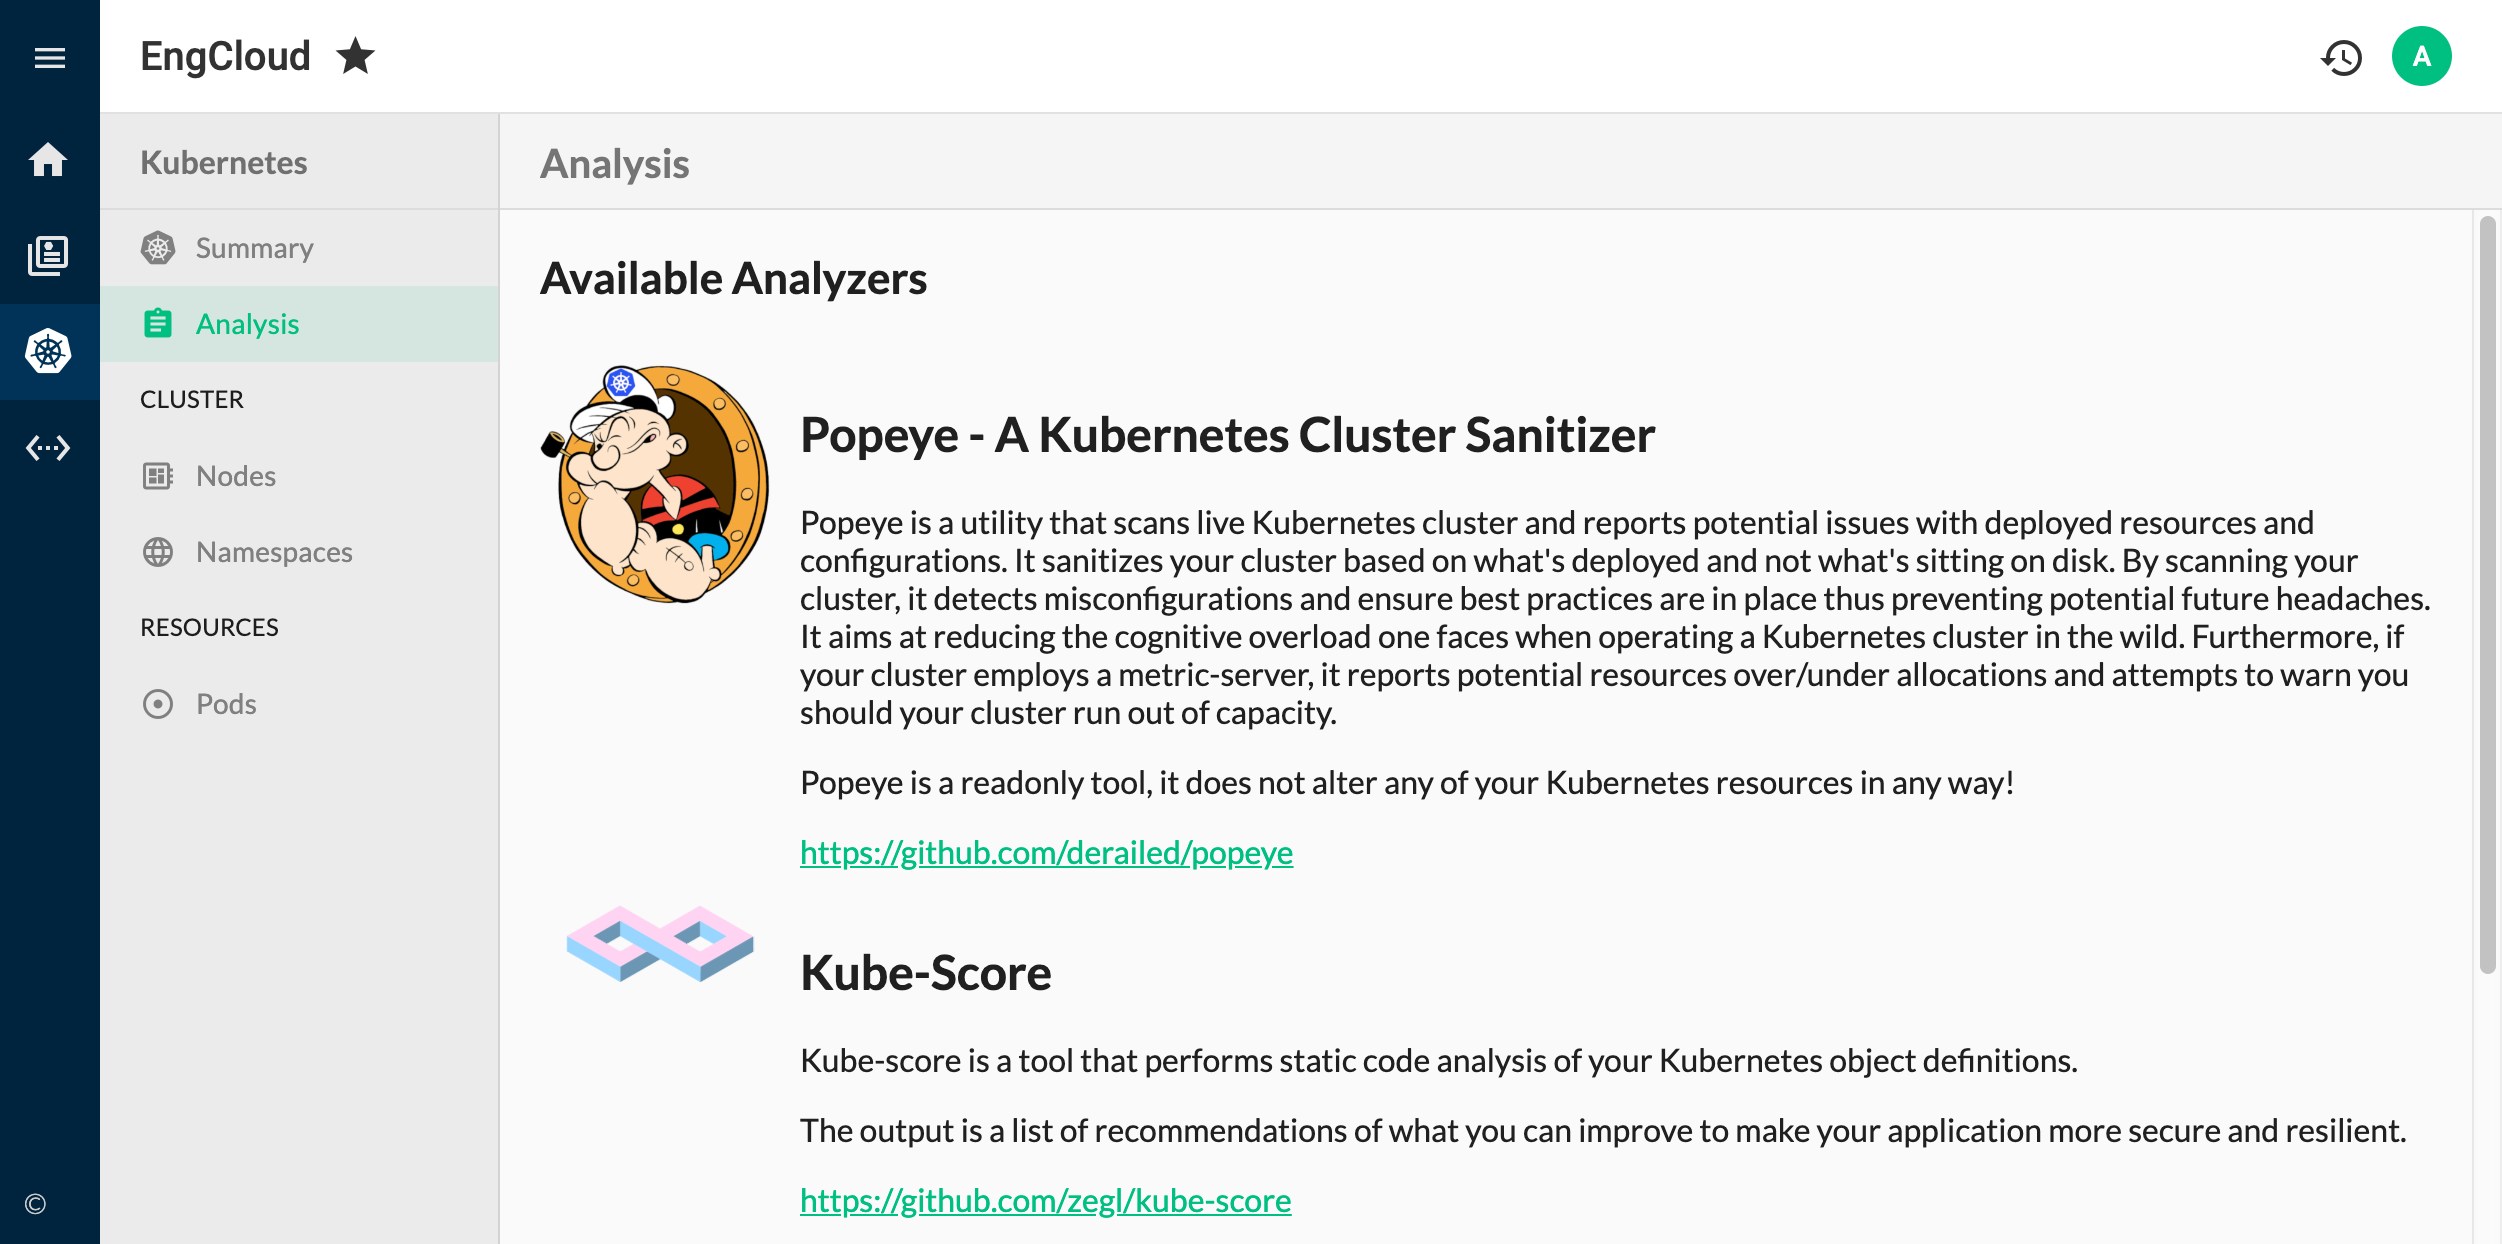 EngCloud
A
Kubernetes
Summary
Analysis
CLUSTER
Nodes
Namespaces
RESOURCES
Pods
©
Analysis
Available Analyzers
Popeye - A Kubernetes Cluster Sanitizer
Popeye is a utility that scans live Kubernetes cluster and reports potential issues with deployed resources and
configurations. It sanitizes your cluster based on what's deployed and not what's sitting on disk. By scanning your
cluster, it detects misconfigurations and ensure best practices are in place thus preventing potential future headaches.
It aims at reducing the cognitive overload one faces when operating a Kubernetes cluster in the wild. Furthermore, if
your cluster employs a metric-server, it reports potential resources over/under allocations and attempts to warn you
should your cluster run out of capacity.
Popeye is a readonly tool, it does not alter any of your Kubernetes resources in any way!
https://github.com/derailed/popeye
Kube-Score
Kube-score is a tool that performs static code analysis of your Kubernetes object definitions.
The output is a list of recommendations of what you can improve to make your application more secure and resilient.
https://github.com/zegl/kube-score